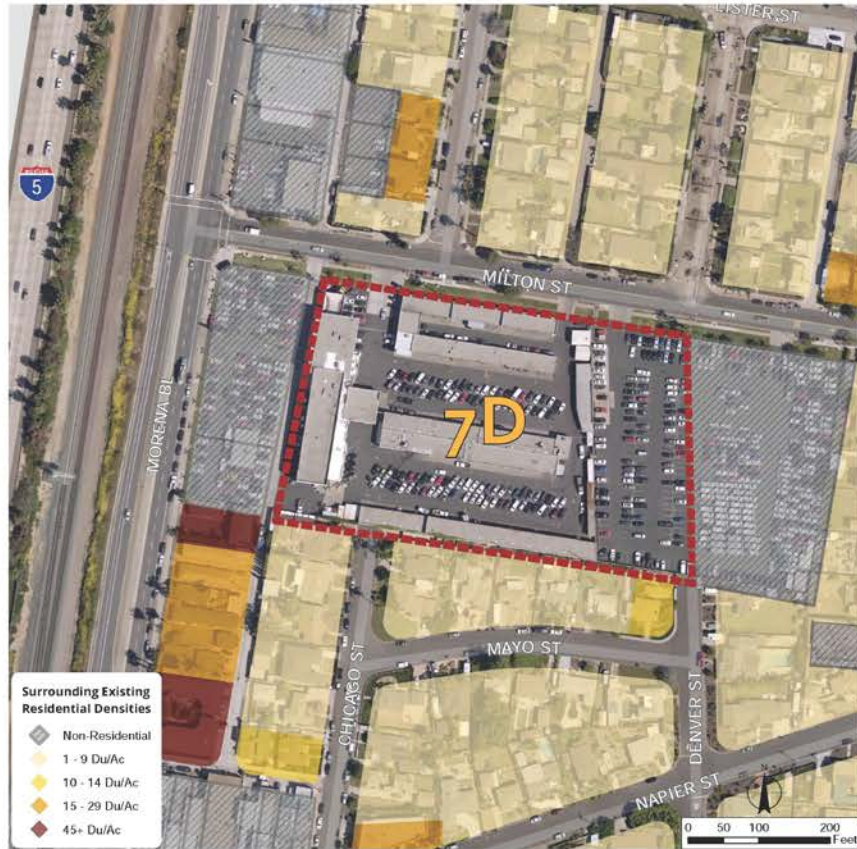 LISTER ST
5
MILTON ST
MORENA BL
7D
MAYO ST
CHICAGO ST
DENVER ST
NAPIER ST
Surrounding Existing
Residential Densities
Non-Residential
1 - 9 Du/Ac
10 - 14 Du/Ac
15 - 29 Du/Ac
45+ Du/Ac
N
0 50 100 200
Feet